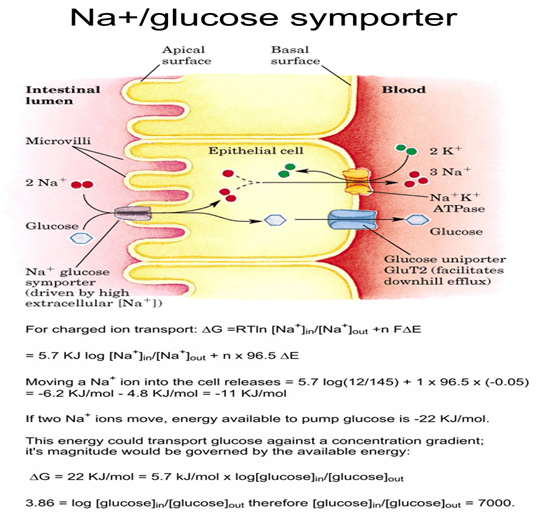 Na+/glucose symporter
Apical
surface
Basal
surface
Intestinal
lumen
Blood
Microvilli
Epithelial cell
2 K⁺
2 Na⁺
3 Na⁺
Na⁺K⁺
ATPase
Glucose
Glucose
Na⁺ glucose
symporter
(driven by high
extracellular [Na⁺])
Glucose uniporter
GluT2 (facilitates
downhill efflux)
For charged ion transport: ΔG =RTln [Na⁺]in/[Na⁺]out +n FΔE
= 5.7 KJ log [Na⁺]in/[Na⁺]out + n x 96.5 ΔE
Moving a Na⁺ ion into the cell releases = 5.7 log(12/145) + 1 x 96.5 x (-0.05)
= -6.2 KJ/mol - 4.8 KJ/mol = -11 KJ/mol
If two Na⁺ ions move, energy available to pump glucose is -22 KJ/mol.
This energy could transport glucose against a concentration gradient;
it's magnitude would be governed by the available energy:
ΔG = 22 KJ/mol = 5.7 kJ/mol x log[glucose]in/[glucose]out
3.86 = log [glucose]in/[glucose]out therefore [glucose]in/[glucose]out = 7000.